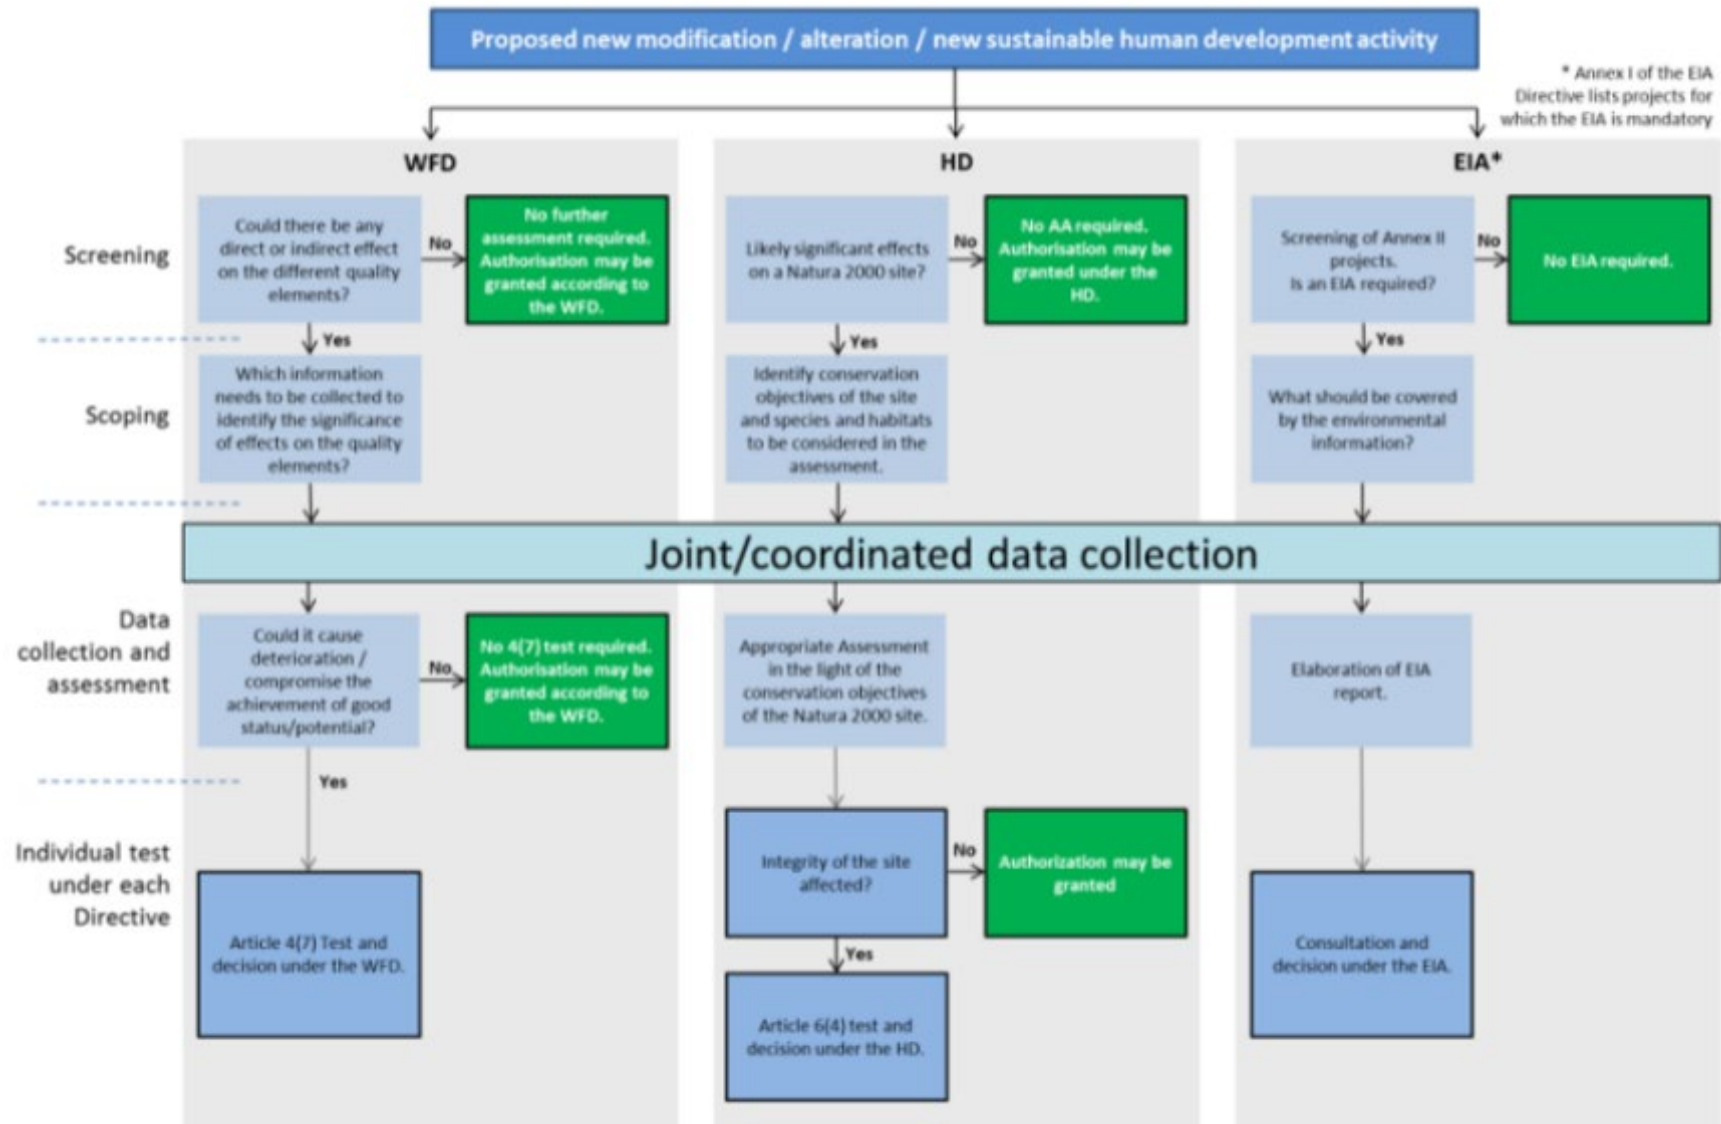 Proposed new modification / alteration / new sustainable human development activity
* Annex I of the EIA
Directive lists projects for
which the EIA is mandatory
WFD
HD
EIA*
Screening
Could there be any
direct or indirect effect
on the different quality
elements?
No
No further
assessment required.
Authorisation may be
granted according to
the WFD.
Likely significant effects
on a Natura 2000 site?
No
No AA required.
Authorisation may be
granted under the
HD.
Screening of Annex II
projects.
Is an EIA required?
No
No EIA required.
Yes
Yes
Yes
Scoping
Which information
needs to be collected to
identify the significance
of effects on the quality
elements?
Identify conservation
objectives of the site
and species and habitats
to be considered in the
assessment.
What should be covered
by the environmental
information?
Joint/coordinated data collection
Data
collection and
assessment
Could it cause
deterioration /
compromise the
achievement of good
status/potential?
No
No 4(7) test required.
Authorisation may be
granted according to
the WFD.
Appropriate Assessment
in the light of the
conservation objectives
of the Natura 2000 site.
Elaboration of EIA
report.
Yes
Individual test
under each
Directive
Article 4(7) Test and
decision under the WFD.
Integrity of the site
affected?
No
Authorization may be
granted
Yes
Article 6(4) test and
decision under the HD.
Consultation and
decision under the EIA.